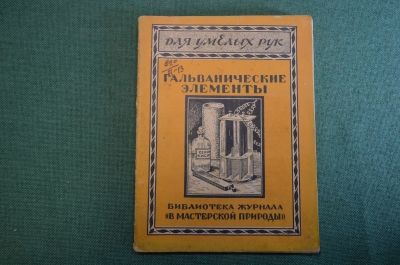 ДЛЯ УМЕЛЫХ РУК
ГАЛЬВАНИЧЕСКИЕ
ЭЛЕМЕНТЫ
БИБЛИОТЕКА ЖУРНАЛА
«В МАСТЕРСКОЙ ПРИРОДЫ»